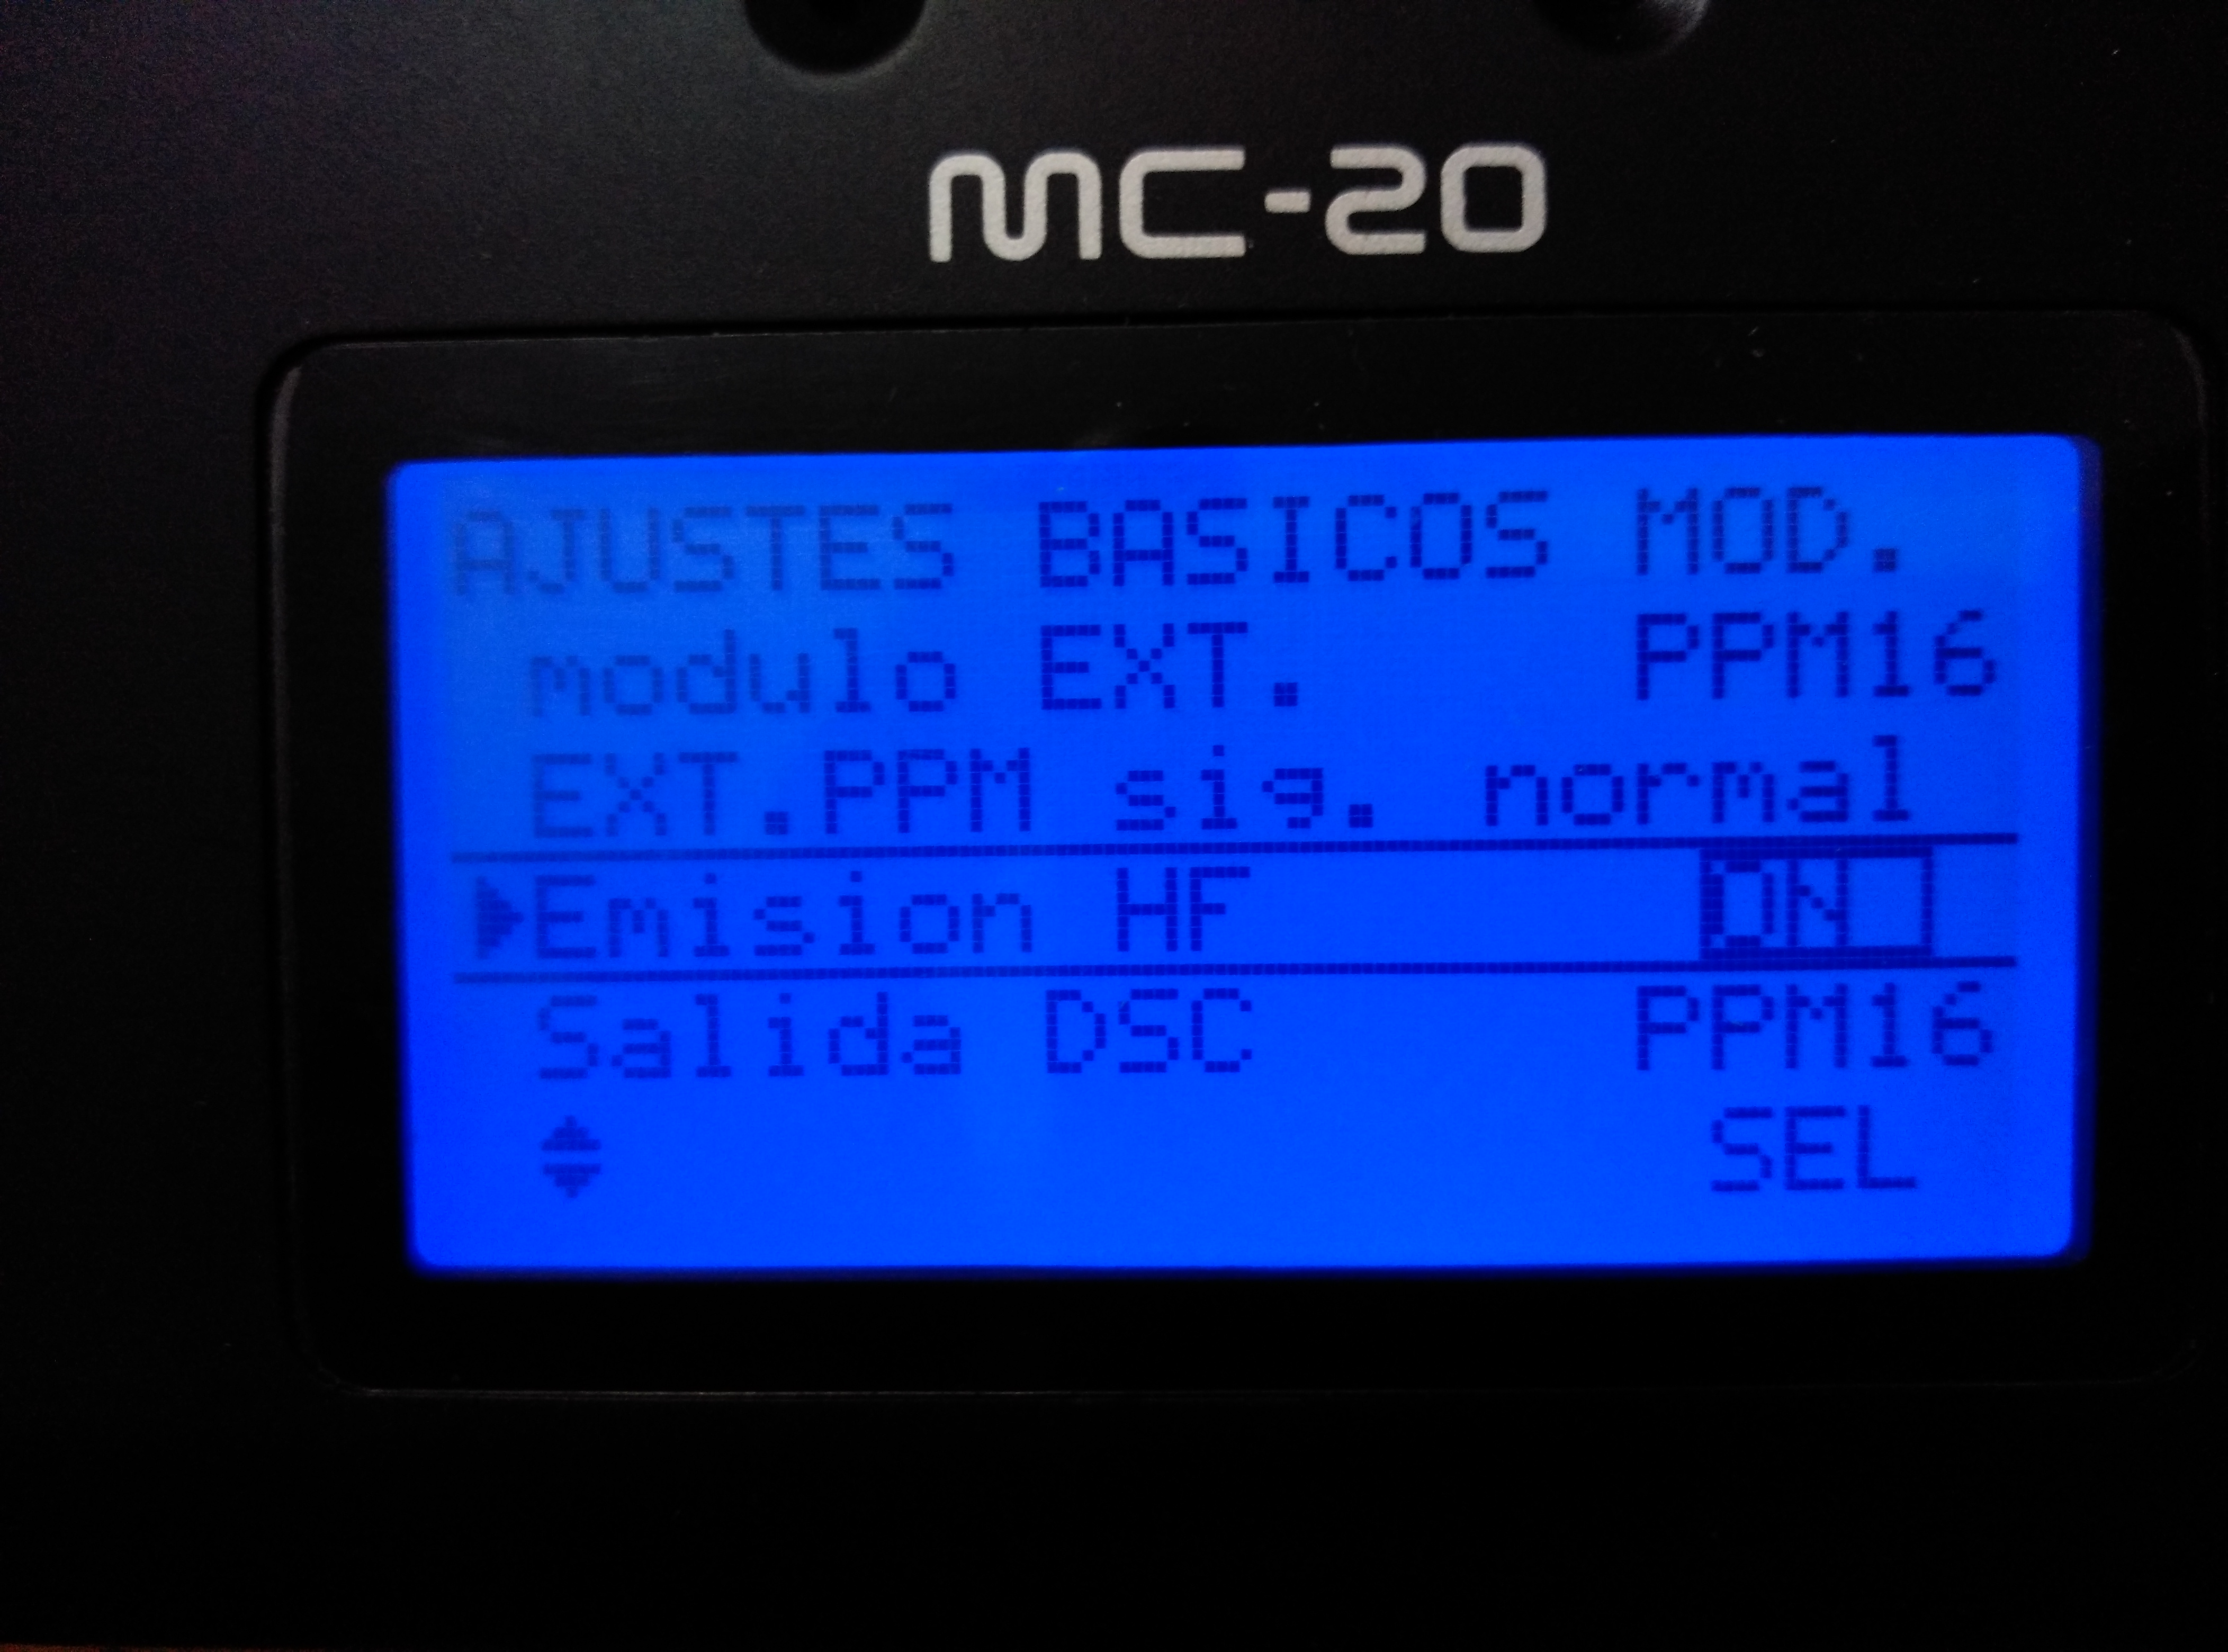 MC-20
AJUSTES BASICOS MOD.
modulo EXT. PPM16
EXT.PPM sig. normal
Emision HF ON
Salida DSC PPM16
SEL